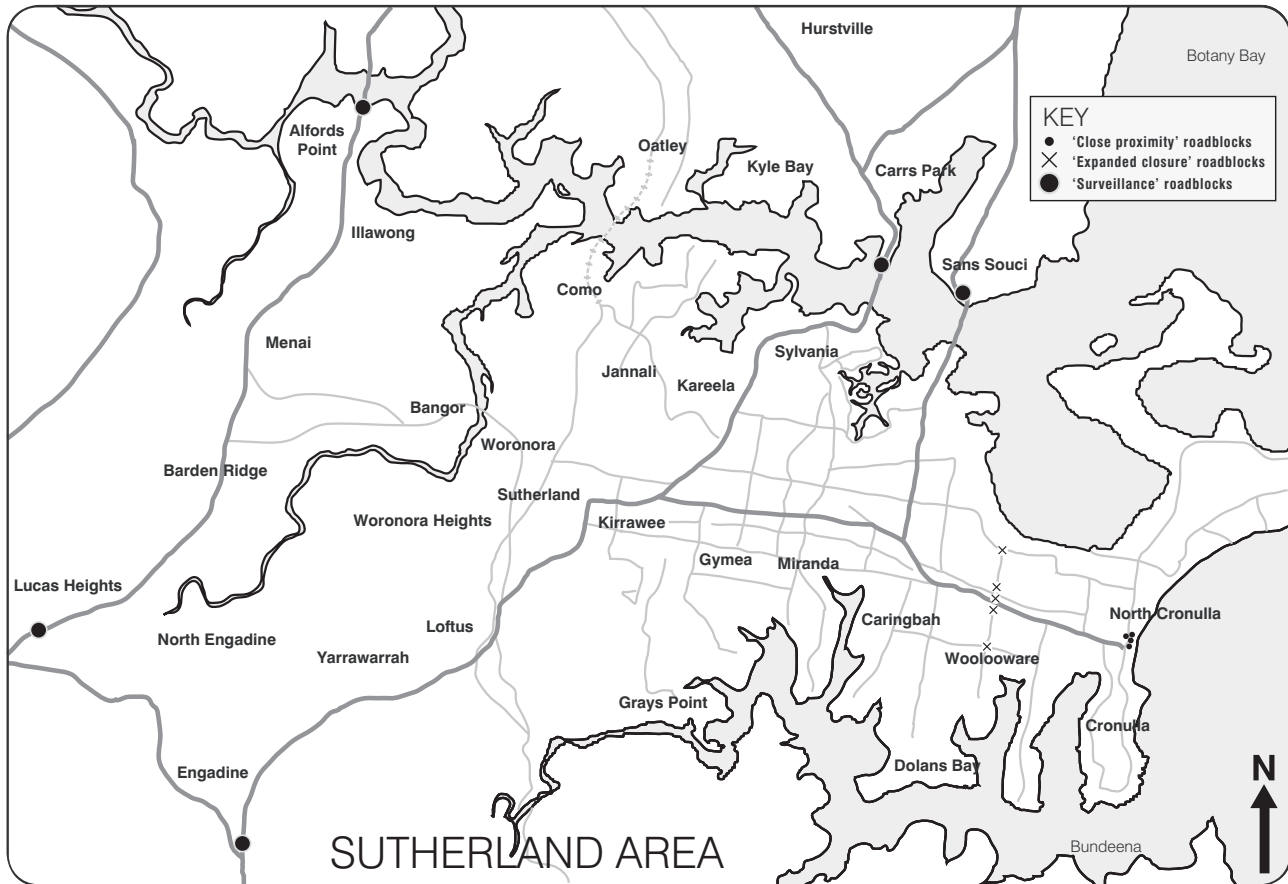 Hurstville
Botany Bay
KEY
‘Close proximity’ roadblocks
‘Expanded closure’ roadblocks
‘Surveillance’ roadblocks
Alfords
Point
Oatley
Kyle Bay
Carrs Park
Illawong
Sans Souci
Como
Menai
Sylvania
Jannali
Kareela
Bangor
Woronora
Barden Ridge
Sutherland
Woronora Heights
Kirrawee
Gymea
Miranda
Lucas Heights
North Cronulla
Caringbah
Loftus
North Engadine
Yarrawarrah
Woolooware
Grays Point
Cronulla
Dolans Bay
Engadine
N
Bundeena
SUTHERLAND AREA